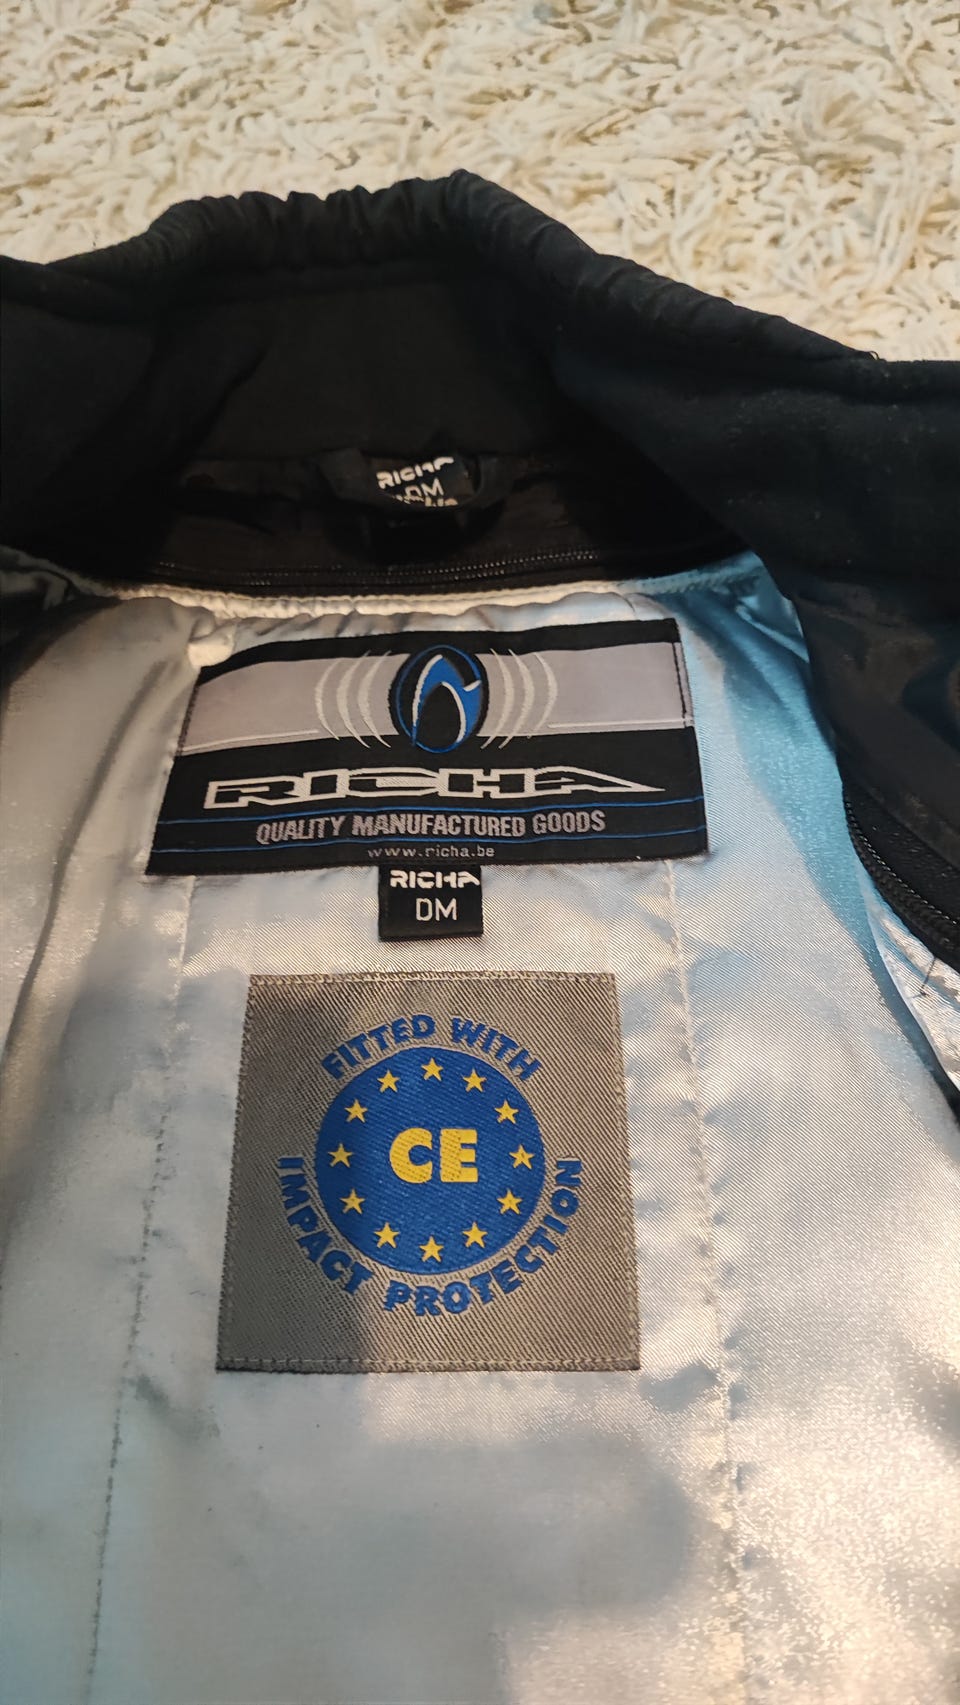 RICHA
DM
RICHA
QUALITY MANUFACTURED GOODS
www.richa.be
RICHA
DM
FITTED WITH
CE
IMPACT PROTECTION